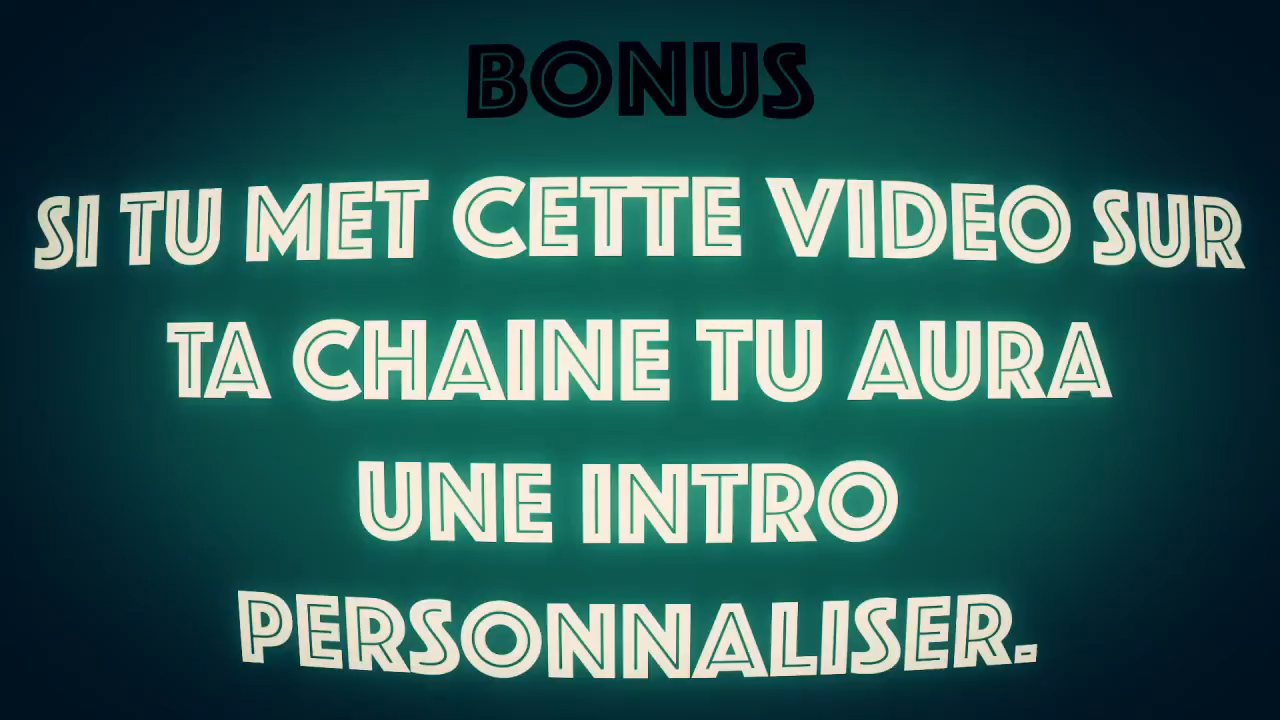 BONUS
SI TU MET CETTE VIDEO SUR
TA CHAINE TU AURA
UNE INTRO
PERSONNALISER.